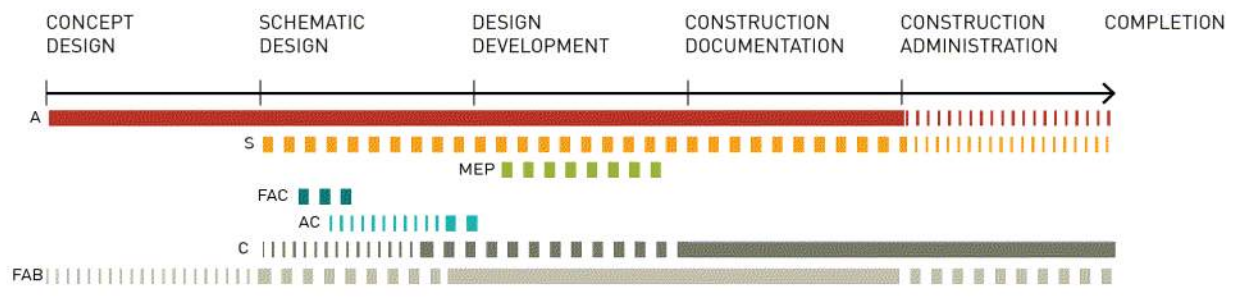 CONCEPT
DESIGN
SCHEMATIC
DESIGN
DESIGN
DEVELOPMENT
CONSTRUCTION
DOCUMENTATION
CONSTRUCTION
ADMINISTRATION
COMPLETION
A
S
MEP
FAC
AC
C
FAB